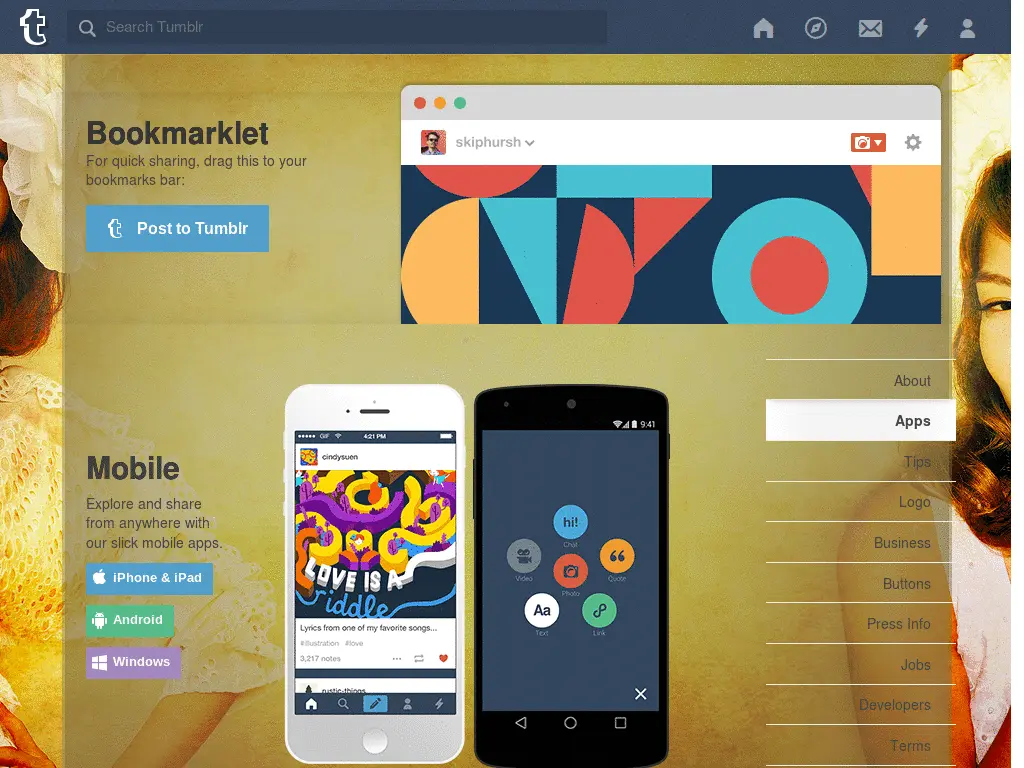 Search Tumblr
Bookmarklet
For quick sharing, drag this to your
bookmarks bar:
Post to Tumblr
skiphursh
About
Apps
Tips
Logo
Business
Buttons
Press Info
Jobs
Developers
Terms
Mobile
Explore and share
from anywhere with
our slick mobile apps.
iPhone & iPad
Android
Windows
GIF 4:21 PM
cindysuen
LOVE IS A
riddle
Lyrics from one of my favorite songs...
#illustration #love
3,217 notes
rustic-things
9:41
hi!
Chat
Video
Quote
Photo
Aa
Text
Link